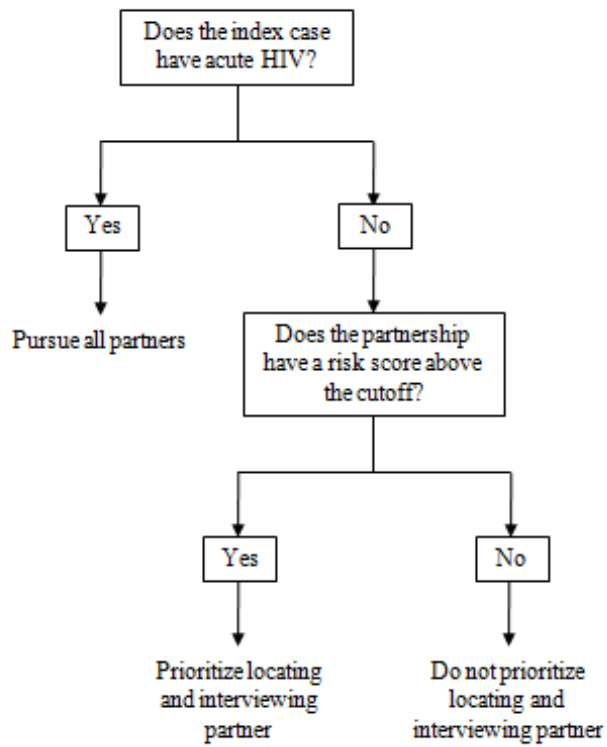 Does the index case
have acute HIV?
Yes
No
Pursue all partners
Does the partnership
have a risk score above
the cutoff?
Yes
No
Prioritize locating
and interviewing
partner
Do not prioritize
locating and
interviewing partner